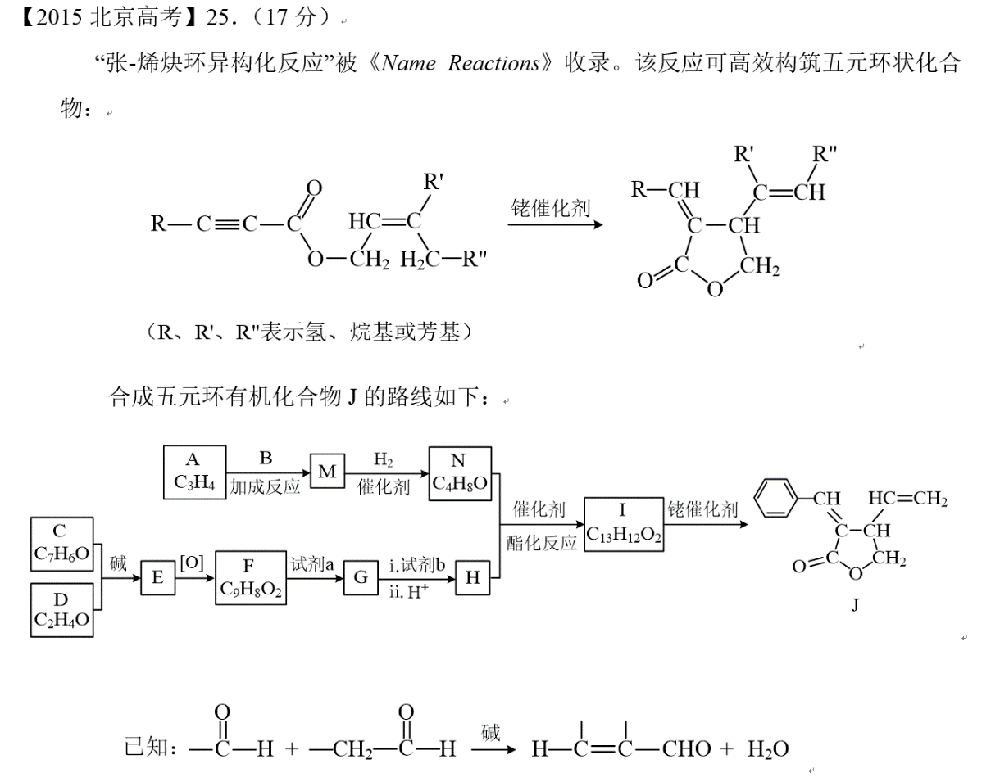 【2015 北京高考】25.（17 分）
“张-烯炔环异构化反应”被《Name Reactions》收录。该反应可高效构筑五元环状化合
物：
R—C≡C—C O O—CH₂ HC=C R' H₂C—R"
铑催化剂
R—CH C—CH R' C=CH R" O C O CH₂
（R、R'、R"表示氢、烷基或芳基）
合成五元环有机化合物 J 的路线如下：
A C₃H₄
B 加成反应
M
H₂ 催化剂
N C₄H₈O
C C₇H₆O
D C₂H₄O
碱
E
[O]
F C₉H₈O₂
试剂a
G
i.试剂b
ii. H⁺
H
催化剂 酯化反应
I C₁₃H₁₂O₂
铑催化剂
CH HC=CH₂ C—CH O C O CH₂
J
已知：—C(=O)—H + —CH₂—C(=O)—H 碱 H—C=C—CHO + H₂O